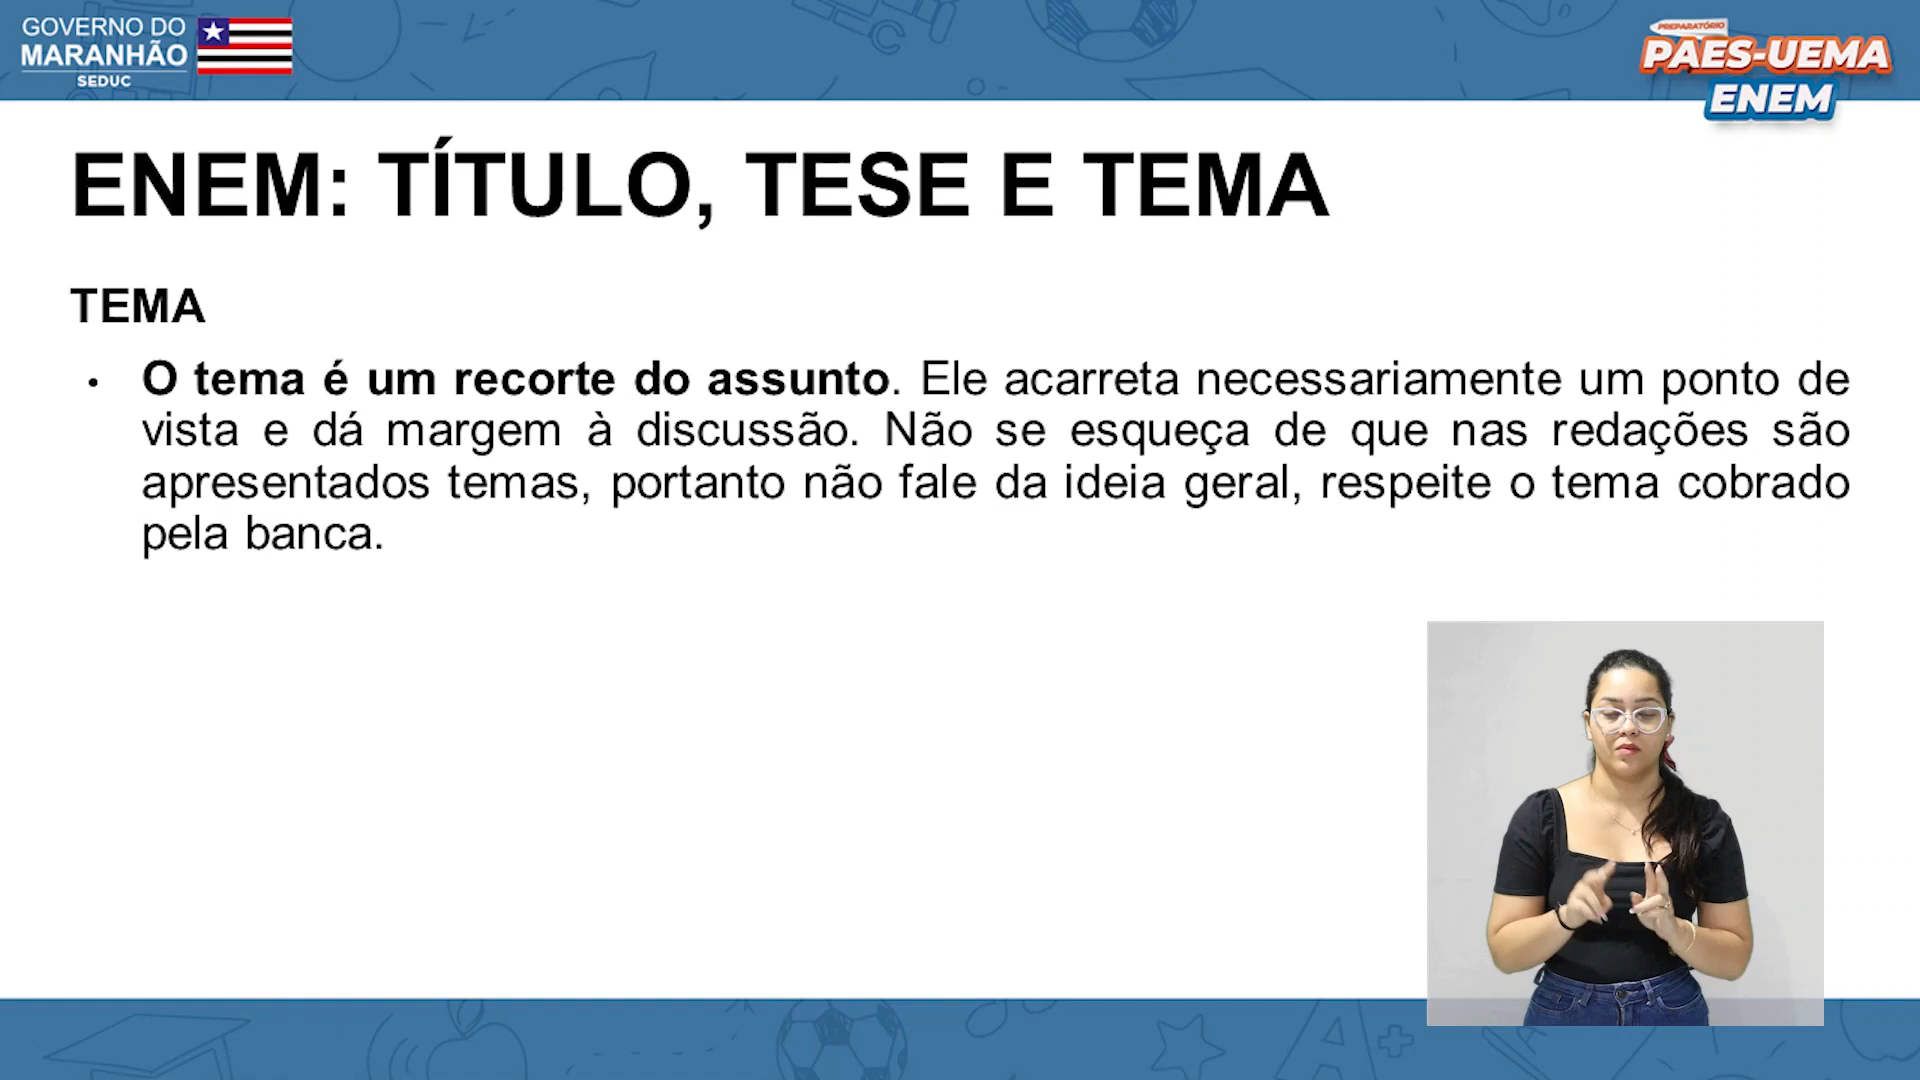 GOVERNO DO
MARANHÃO
SEDUC
PREPARATÓRIO
PAES-UEMA
ENEM
ENEM: TÍTULO, TESE E TEMA
TEMA
• O tema é um recorte do assunto. Ele acarreta necessariamente um ponto de
vista e dá margem à discussão. Não se esqueça de que nas redações são
apresentados temas, portanto não fale da ideia geral, respeite o tema cobrado
pela banca.